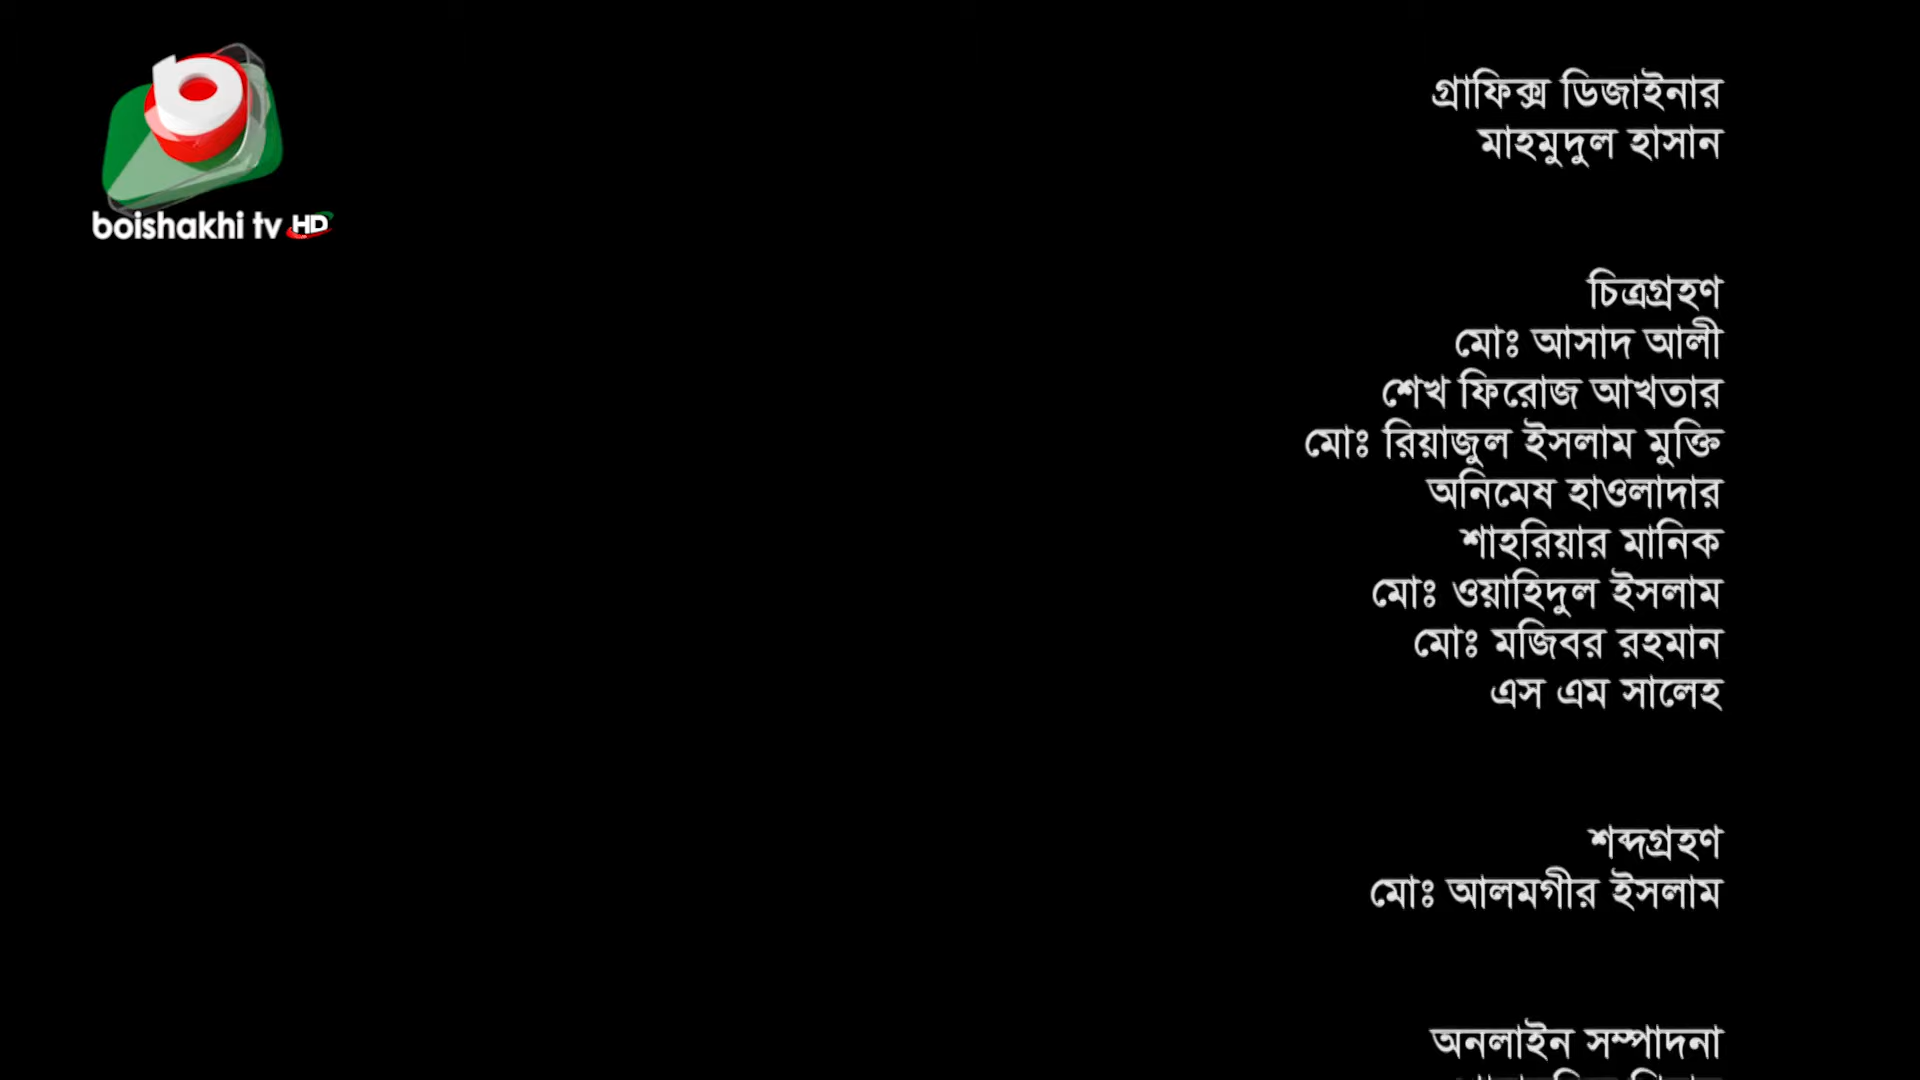 boishakhi tv HD
গ্রাফিক্স ডিজাইনার
মাহমুদুল হাসান
চিত্রগ্রহণ
মোঃ আসাদ আলী
শেখ ফিরোজ আখতার
মোঃ রিয়াজুল ইসলাম মুক্তি
অনিমেষ হাওলাদার
শাহরিয়ার মানিক
মোঃ ওয়াহিদুল ইসলাম
মোঃ মজিবর রহমান
এস এম সালেহ
শব্দগ্রহণ
মোঃ আলমগীর ইসলাম
অনলাইন সম্পাদনা